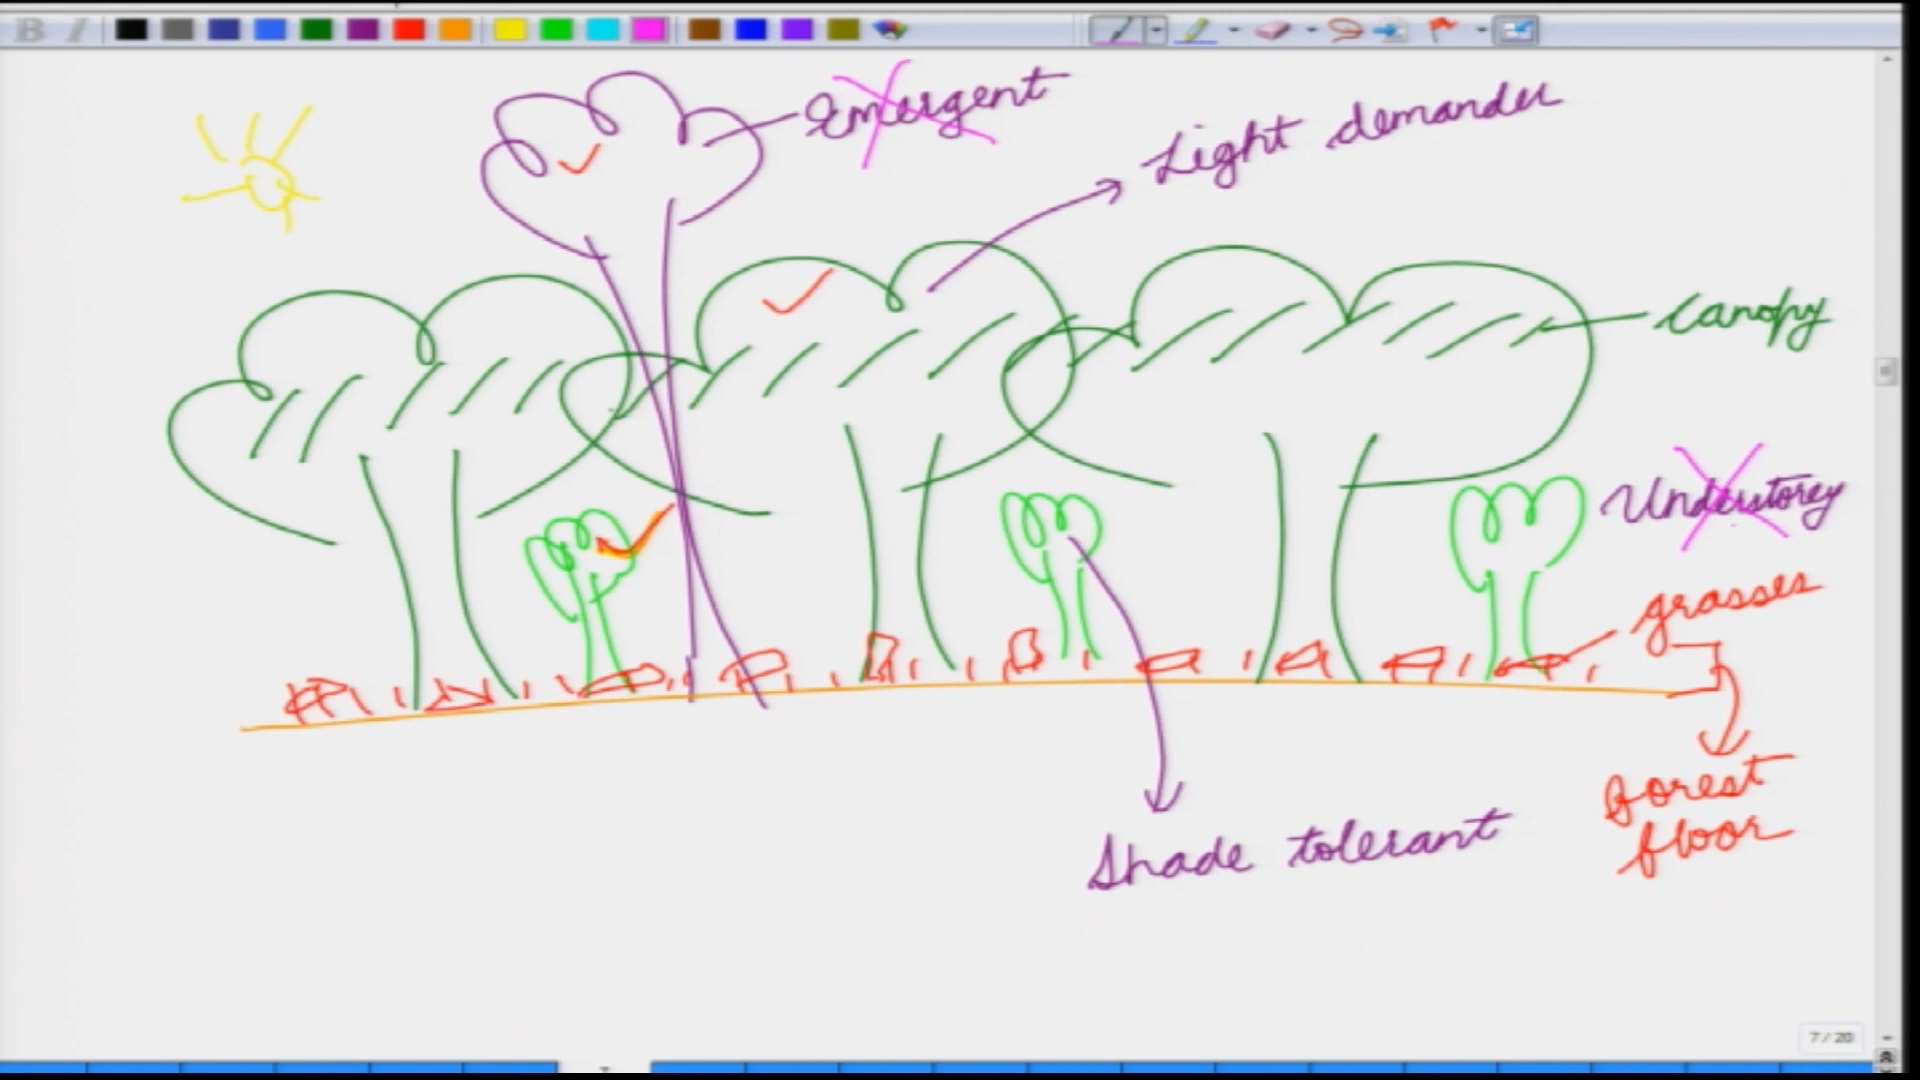 B I
Emergent
Light demander
Canopy
Understorey
grasses
Forest
floor
Shade tolerant
7 / 20